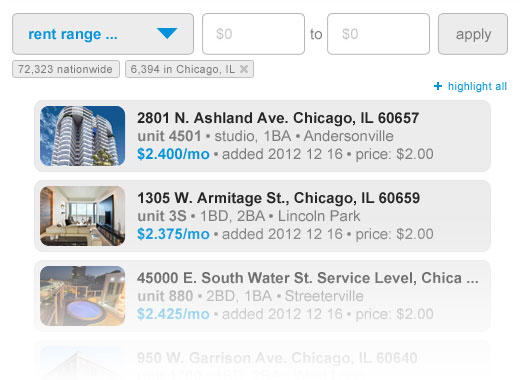 rent range ... $0 to $0 apply
72,323 nationwide 6,394 in Chicago, IL ×
+ highlight all
2801 N. Ashland Ave. Chicago, IL 60657
unit 4501 • studio, 1BA • Andersonville
$2.400/mo • added 2012 12 16 • price: $2.00
1305 W. Armitage St., Chicago, IL 60659
unit 3S • 1BD, 2BA • Lincoln Park
$2.375/mo • added 2012 12 16 • price: $2.00
45000 E. South Water St. Service Level, Chica ...
unit 880 • 2BD, 1BA • Streeterville
$2.425/mo • added 2012 12 16 • price: $2.00
950 W. Garrison Ave. Chicago, IL 60640